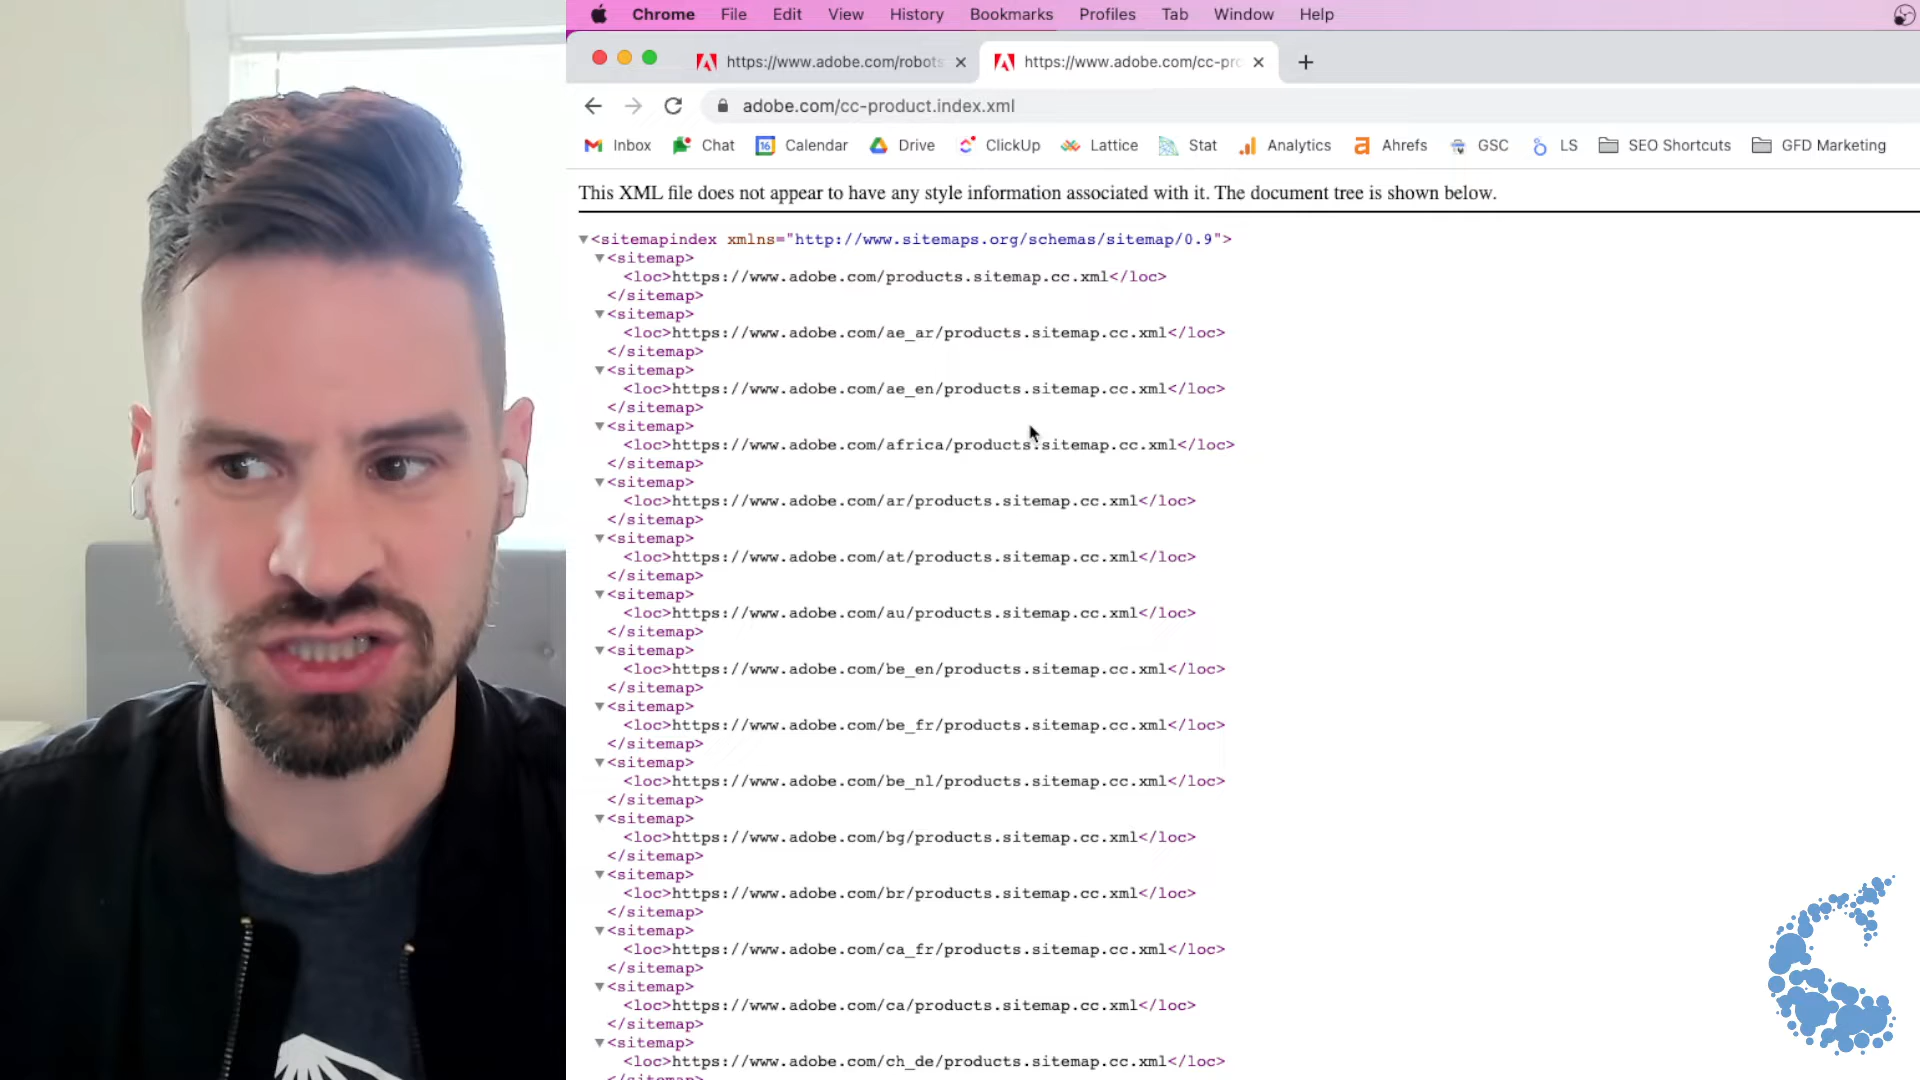 Chrome File Edit View History Bookmarks Profiles Tab Window Help
https://www.adobe.com/robots https://www.adobe.com/cc-pro
adobe.com/cc-product.index.xml
Inbox Chat 16 Calendar Drive ClickUp Lattice Stat Analytics Ahrefs GSC LS SEO Shortcuts GFD Marketing
This XML file does not appear to have any style information associated with it. The document tree is shown below.
▼<sitemapindex xmlns="http://www.sitemaps.org/schemas/sitemap/0.9">
▼<sitemap>
<loc>https://www.adobe.com/products.sitemap.cc.xml</loc>
</sitemap>
▼<sitemap>
<loc>https://www.adobe.com/ae_ar/products.sitemap.cc.xml</loc>
</sitemap>
▼<sitemap>
<loc>https://www.adobe.com/ae_en/products.sitemap.cc.xml</loc>
</sitemap>
▼<sitemap>
<loc>https://www.adobe.com/africa/products.sitemap.cc.xml</loc>
</sitemap>
▼<sitemap>
<loc>https://www.adobe.com/ar/products.sitemap.cc.xml</loc>
</sitemap>
▼<sitemap>
<loc>https://www.adobe.com/at/products.sitemap.cc.xml</loc>
</sitemap>
▼<sitemap>
<loc>https://www.adobe.com/au/products.sitemap.cc.xml</loc>
</sitemap>
▼<sitemap>
<loc>https://www.adobe.com/be_en/products.sitemap.cc.xml</loc>
</sitemap>
▼<sitemap>
<loc>https://www.adobe.com/be_fr/products.sitemap.cc.xml</loc>
</sitemap>
▼<sitemap>
<loc>https://www.adobe.com/be_nl/products.sitemap.cc.xml</loc>
</sitemap>
▼<sitemap>
<loc>https://www.adobe.com/bg/products.sitemap.cc.xml</loc>
</sitemap>
▼<sitemap>
<loc>https://www.adobe.com/br/products.sitemap.cc.xml</loc>
</sitemap>
▼<sitemap>
<loc>https://www.adobe.com/ca_fr/products.sitemap.cc.xml</loc>
</sitemap>
▼<sitemap>
<loc>https://www.adobe.com/ca/products.sitemap.cc.xml</loc>
</sitemap>
▼<sitemap>
<loc>https://www.adobe.com/ch_de/products.sitemap.cc.xml</loc>